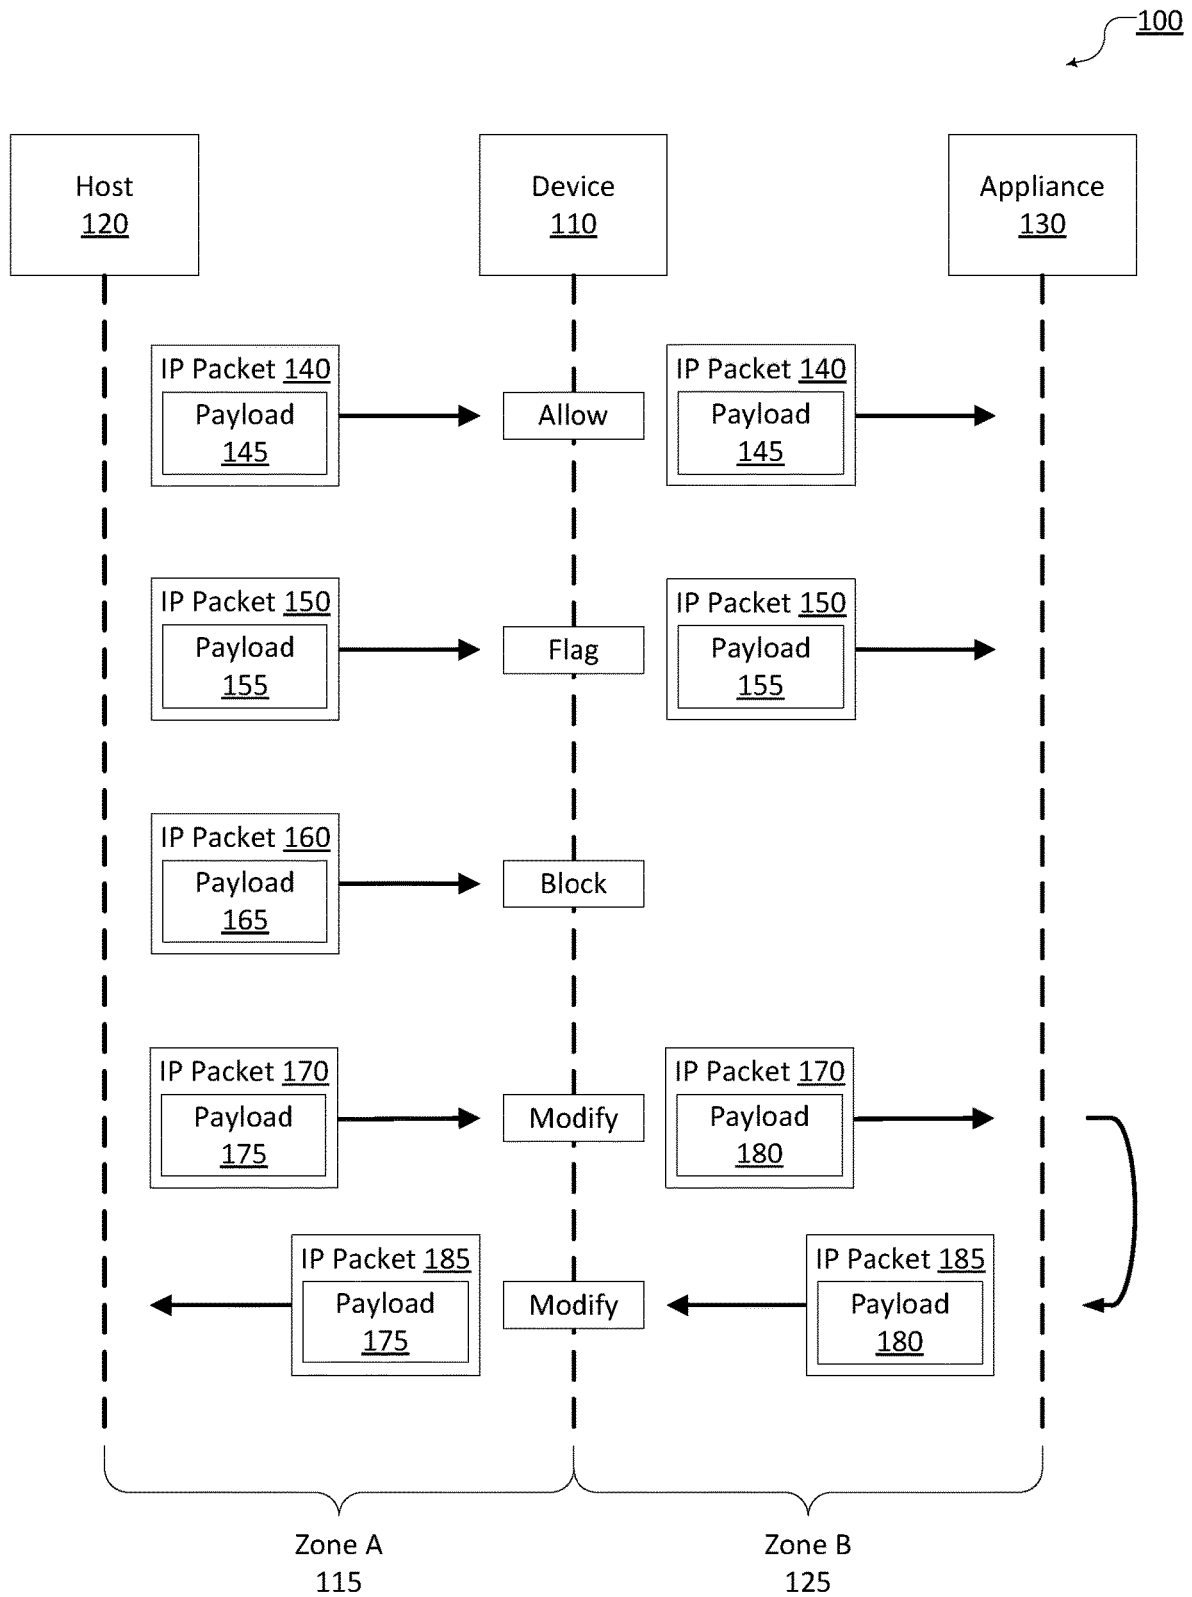 100
Host
120
Device
110
Appliance
130
IP Packet 140
Payload
145
Allow
IP Packet 140
Payload
145
IP Packet 150
Payload
155
Flag
IP Packet 150
Payload
155
IP Packet 160
Payload
165
Block
IP Packet 170
Payload
175
Modify
IP Packet 170
Payload
180
IP Packet 185
Payload
175
Modify
IP Packet 185
Payload
180
Zone A
115
Zone B
125